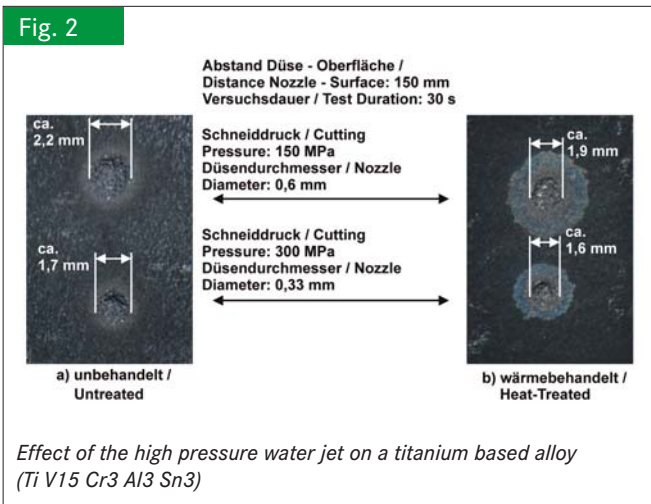 Fig. 2
Abstand Düse - Oberfläche /
Distance Nozzle - Surface: 150 mm
Versuchsdauer / Test Duration: 30 s
ca.
2,2 mm
Schneiddruck / Cutting
Pressure: 150 MPa
Düsendurchmesser / Nozzle
Diameter: 0,6 mm
ca.
1,9 mm
ca.
1,7 mm
Schneiddruck / Cutting
Pressure: 300 MPa
Düsendurchmesser / Nozzle
Diameter: 0,33 mm
ca.
1,6 mm
a) unbehandelt /
Untreated
b) wärmebehandelt /
Heat-Treated
Effect of the high pressure water jet on a titanium based alloy
(Ti V15 Cr3 Al3 Sn3)